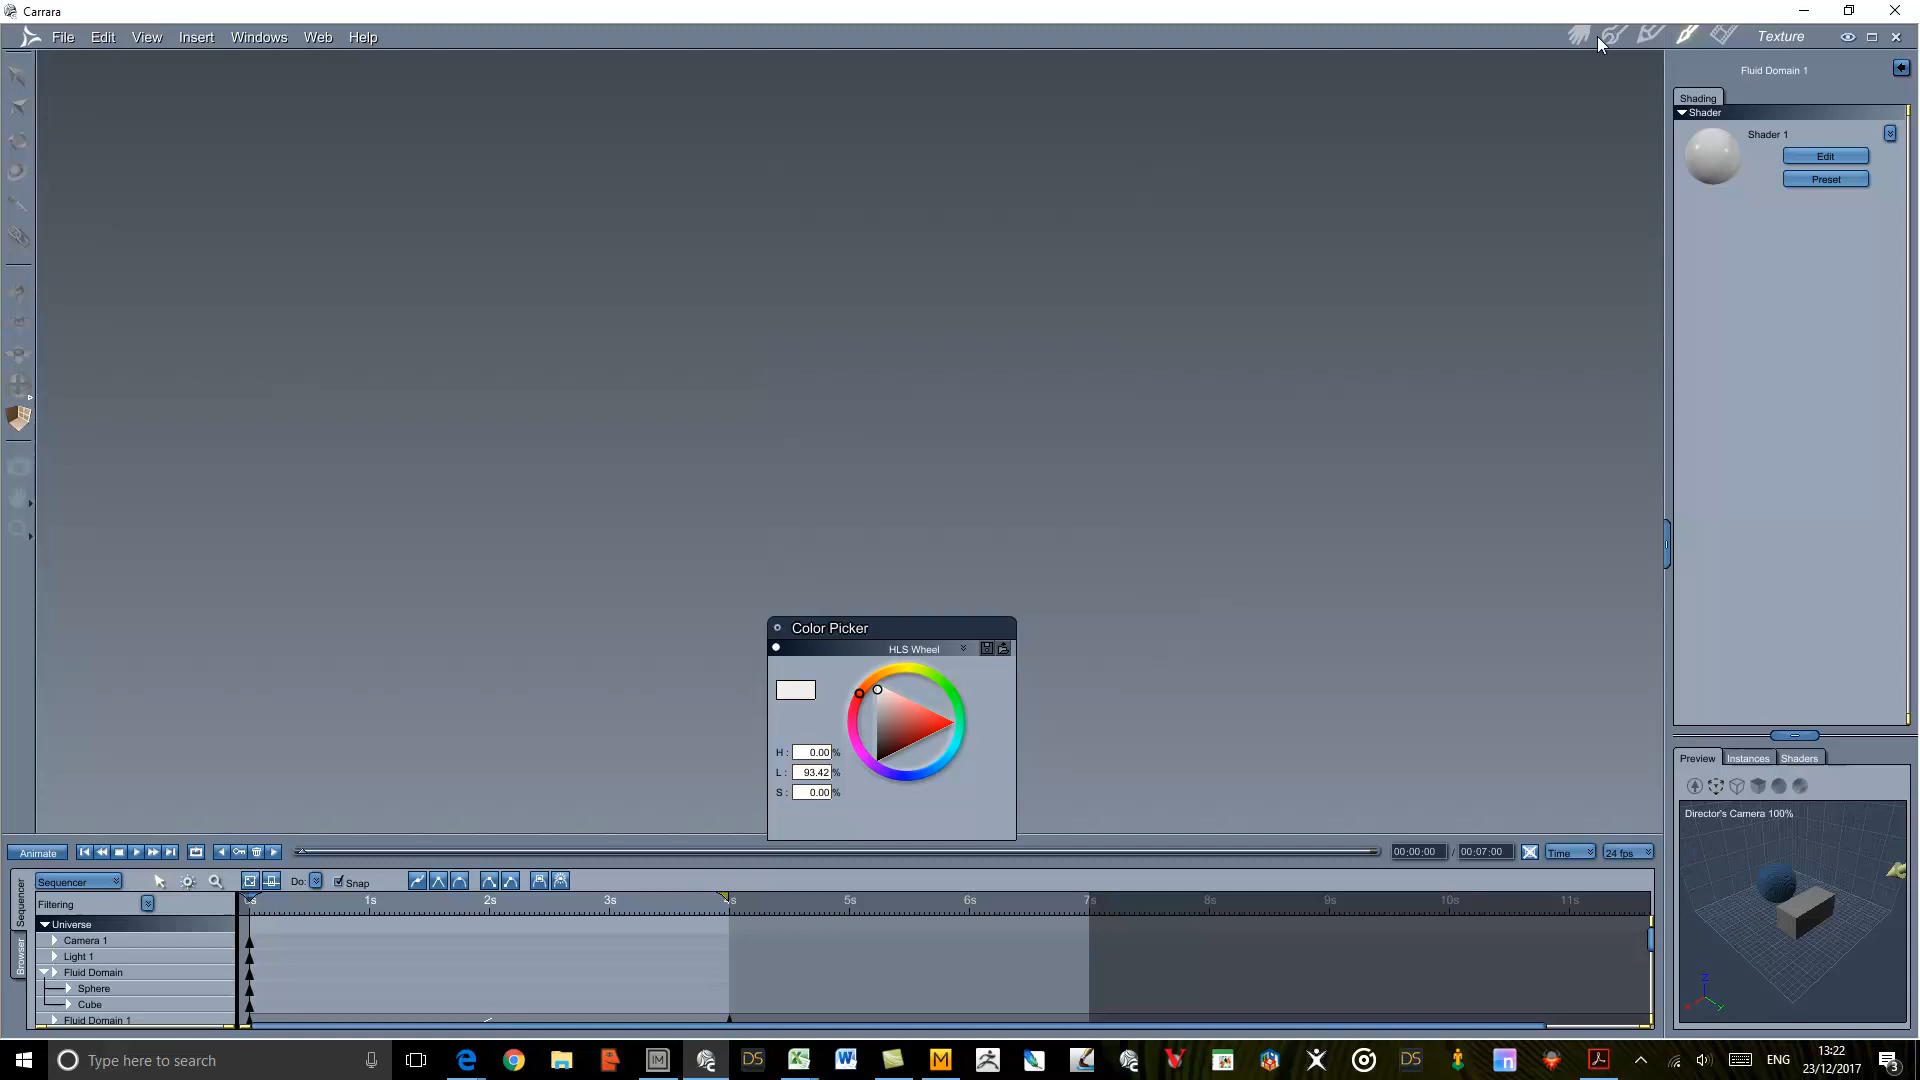 Carrara
File Edit View Insert Windows Web Help
Texture
Fluid Domain 1
Shading
Shader
Shader 1
Edit
Preset
Color Picker
HLS Wheel
H : 0.00 %
L : 93.42 %
S : 0.00 %
Preview Instances Shaders
Director's Camera 100%
Z
Animate
00:00:00 / 00:07:00 Time 24 fps
Sequencer
Browser
Sequencer Do: Snap
Filtering
1s 2s 3s 5s 6s 7s 8s 9s 10s 11s
Universe
Camera 1
Light 1
Fluid Domain
Sphere
Cube
Fluid Domain 1
Type here to search
IM
DS
M
DS
n
ENG
13:22
23/12/2017
3